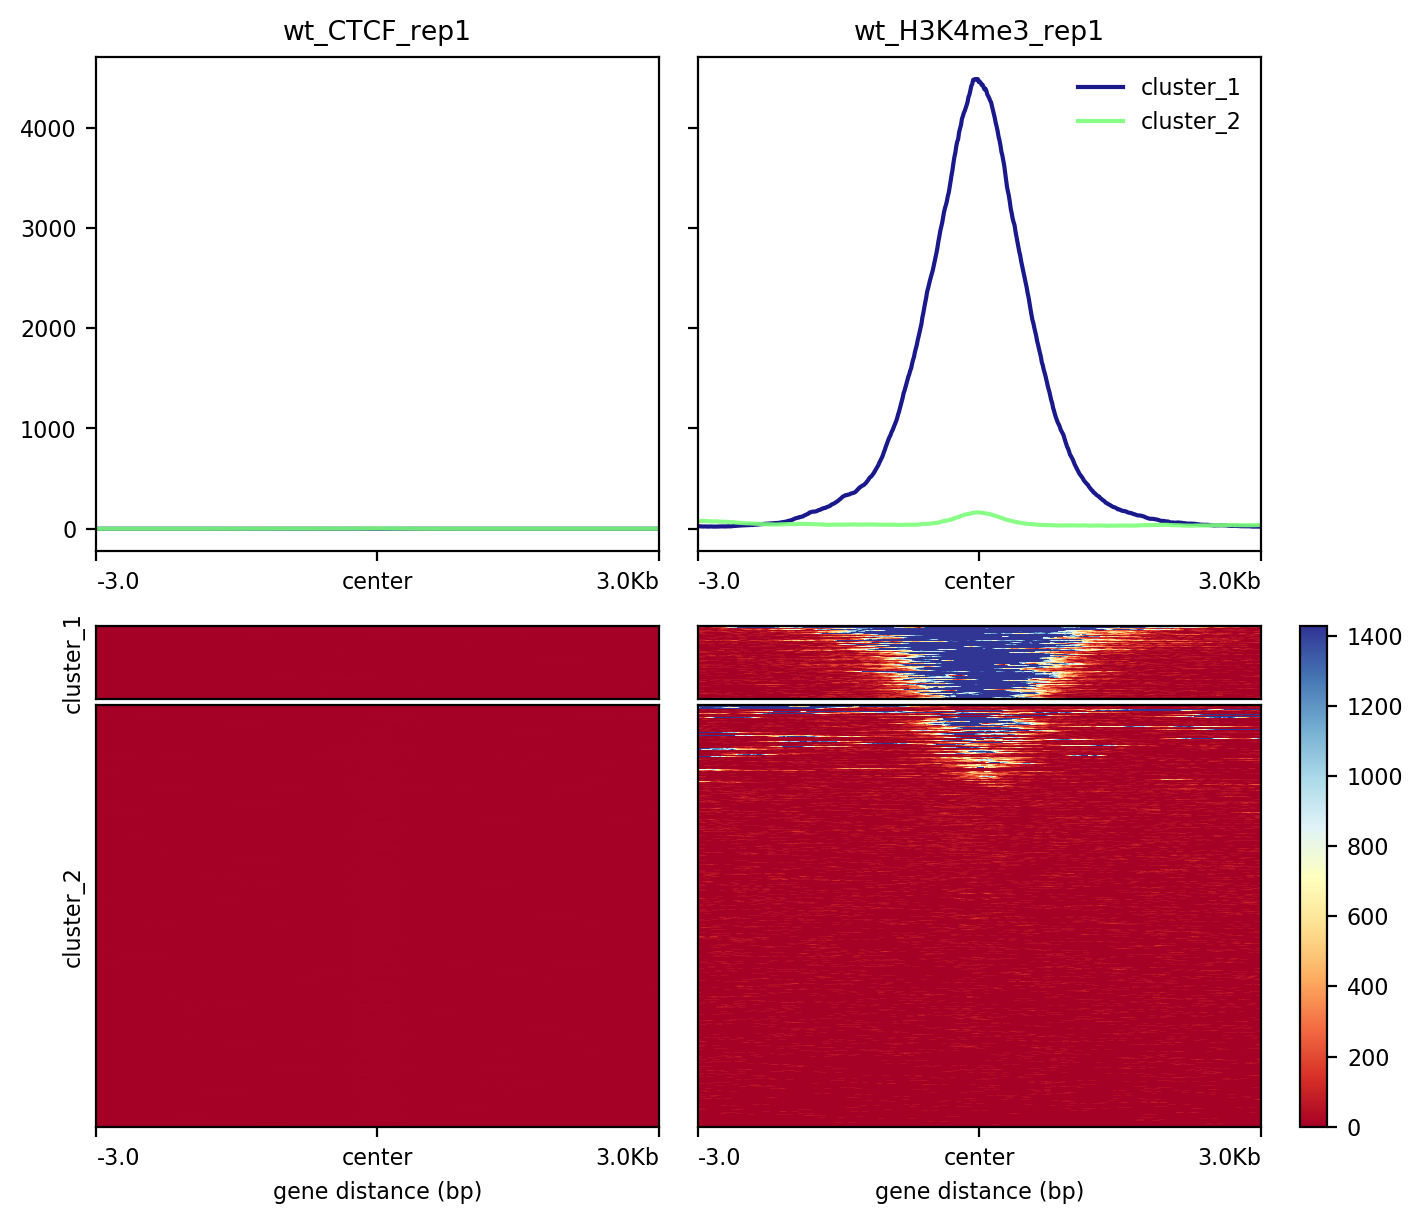 wt_CTCF_rep1
wt_H3K4me3_rep1
4000
3000
2000
1000
0
cluster_1
cluster_2
-3.0 center 3.0Kb
-3.0 center 3.0Kb
cluster_1
cluster_2
1400
1200
1000
800
600
400
200
0
-3.0 center 3.0Kb
gene distance (bp)
-3.0 center 3.0Kb
gene distance (bp)